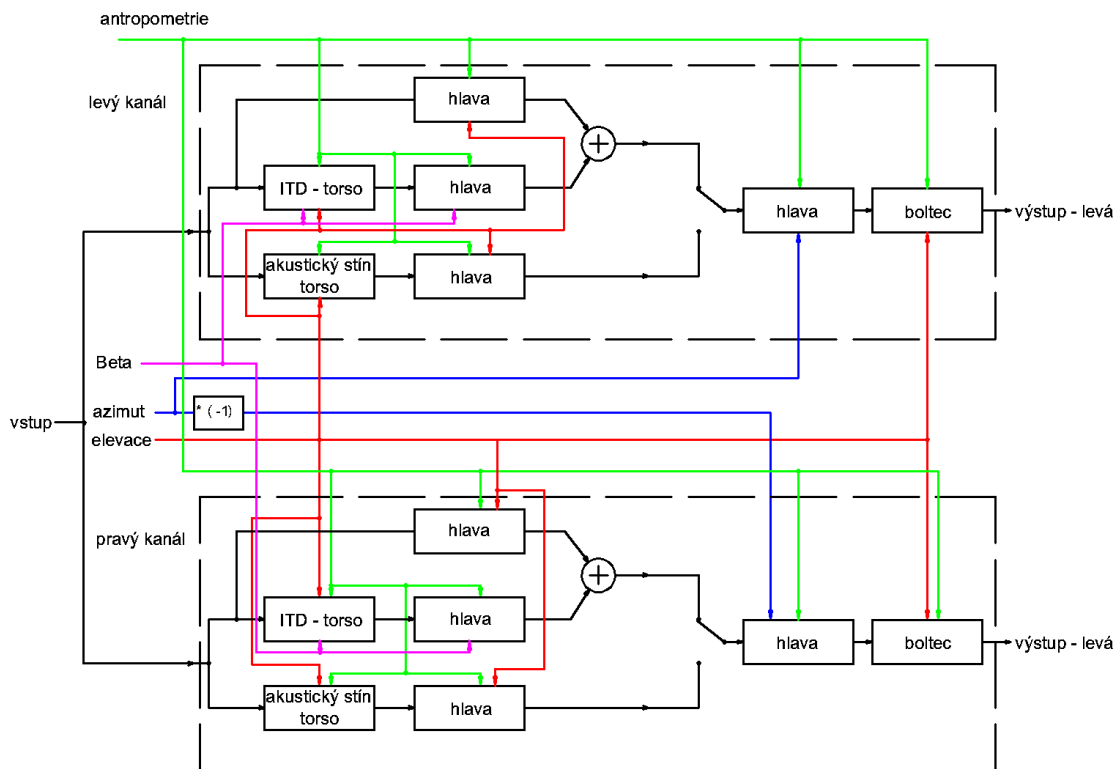 antropometrie
levý kanál
hlava
ITD - torso
hlava
hlava
boltec
výstup - levá
akustický stín
torso
hlava
Beta
azimut
* (-1)
vstup
elevace
pravý kanál
hlava
ITD - torso
hlava
hlava
boltec
výstup - levá
akustický stín
torso
hlava